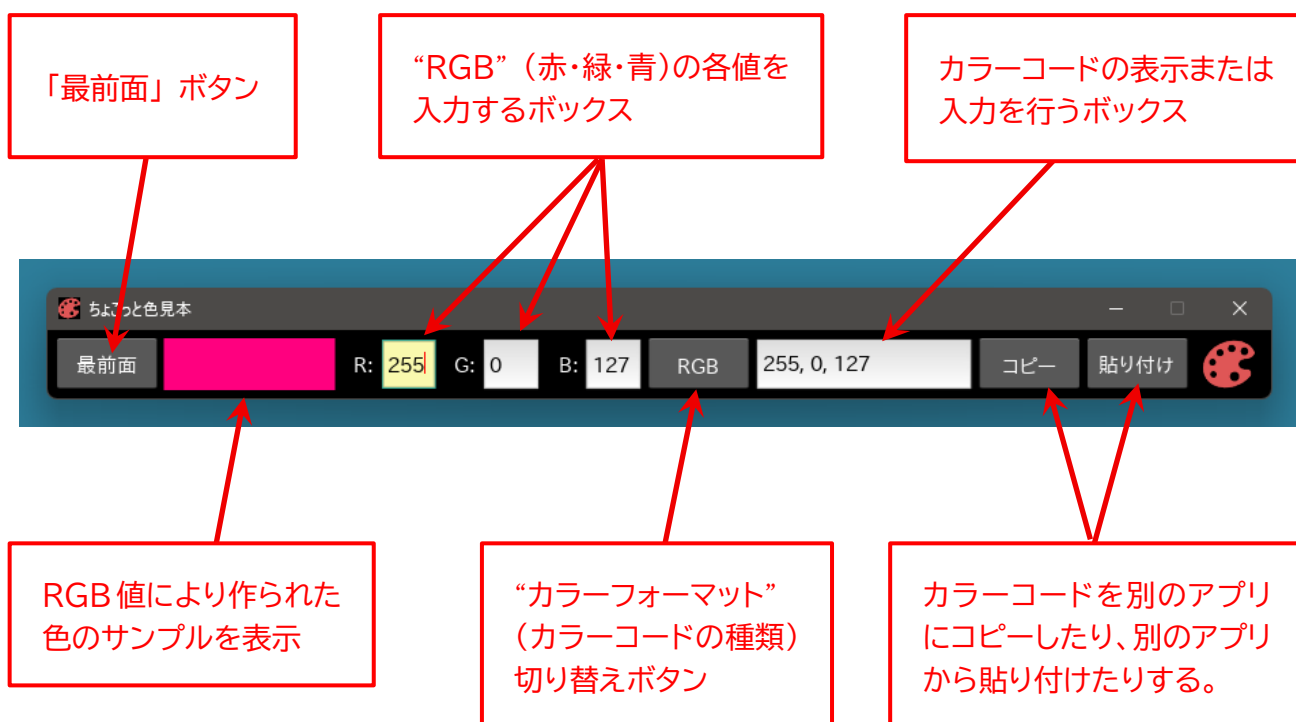 「最前面」ボタン
“RGB”（赤・緑・青）の各値を
入力するボックス
カラーコードの表示または
入力を行うボックス
ちょこっと色見本
最前面
R: 255
G: 0
B: 127
RGB
255, 0, 127
コピー
貼り付け
RGB値により作られた
色のサンプルを表示
“カラーフォーマット”
（カラーコードの種類）
切り替えボタン
カラーコードを別のアプリ
にコピーしたり、別のアプリ
から貼り付けたりする。